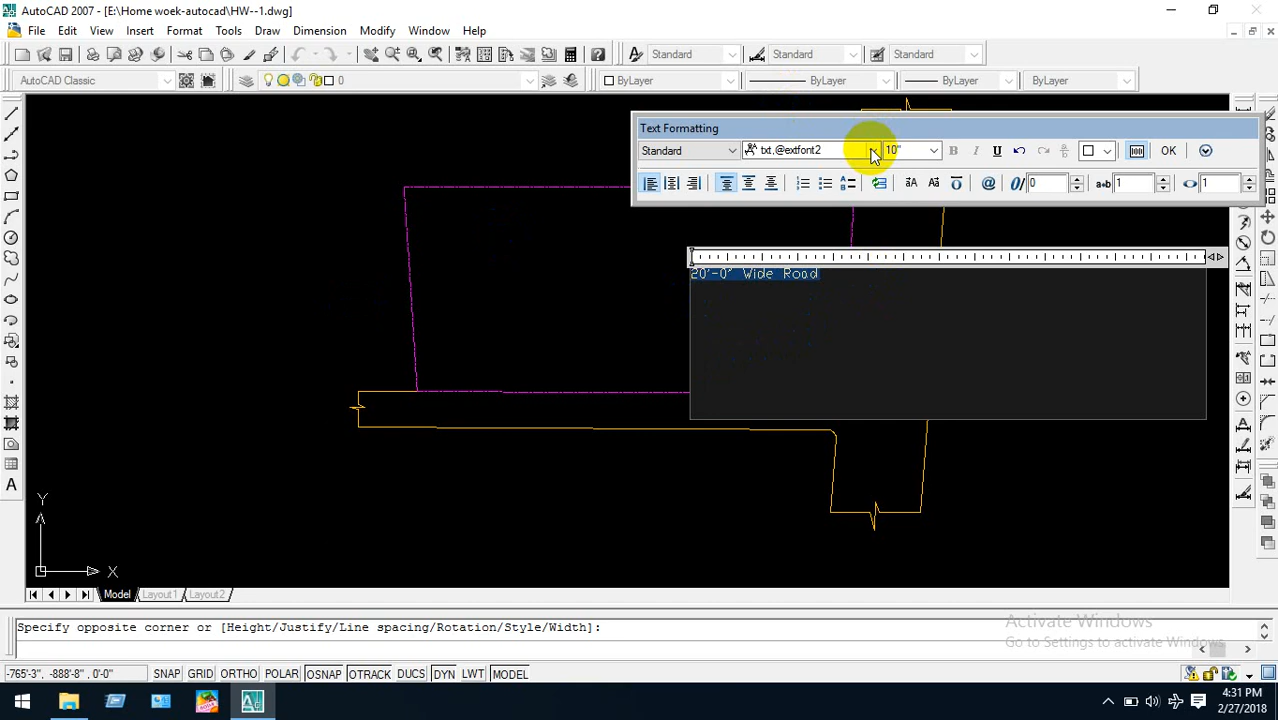 AutoCAD 2007 - [E:\Home woek-autocad\HW--1.dwg]
File Edit View Insert Format Tools Draw Dimension Modify Window Help
Standard Standard Standard
AutoCAD Classic 0 ByLayer ByLayer ByLayer ByLayer
Text Formatting
Standard txt,@extfont2 10" B I U OK
@ 0/ 0 a+b 1 1
20'-0" Wide Road
Y
X
Model Layout1 Layout2
Specify opposite corner or [Height/Justify/Line spacing/Rotation/Style/Width]:
Activate Windows
Go to Settings to activate Windows.
-765'-3", -888'-8", 0'-0" SNAP GRID ORTHO POLAR OSNAP OTRACK DUCS DYN LWT MODEL
4:31 PM
2/27/2018